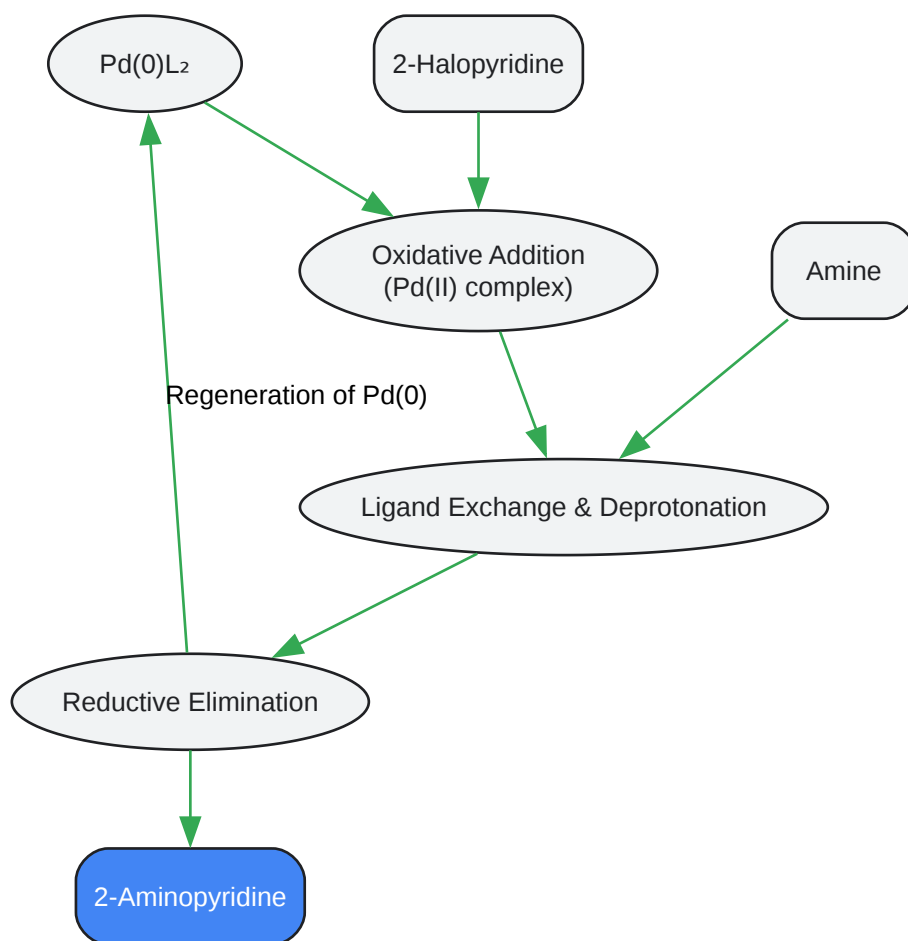 Pd(0)L₂
2-Halopyridine
Oxidative Addition
(Pd(II) complex)
Amine
Regeneration of Pd(0)
Ligand Exchange & Deprotonation
Reductive Elimination
2-Aminopyridine